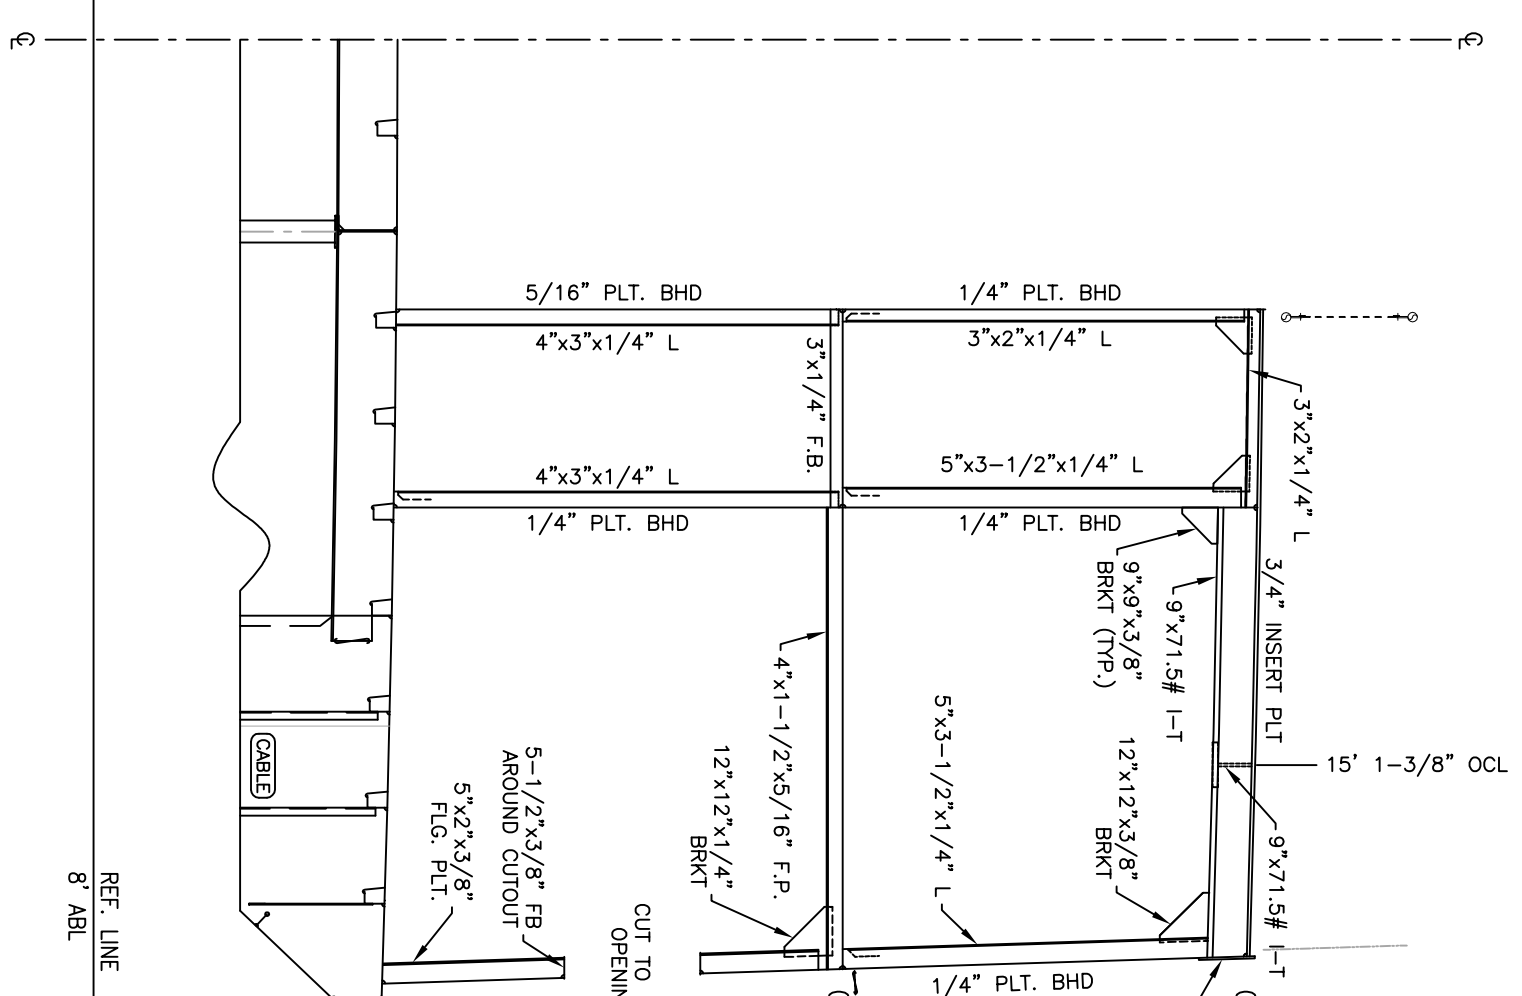 CL
CL
5/16” PLT. BHD
1/4” PLT. BHD
4”x3”x1/4” L
3”x2”x1/4” L
3”x1/4” F.B.
3”x2”x1/4” L
4”x3”x1/4” L
5”x3-1/2”x1/4” L
1/4” PLT. BHD
1/4” PLT. BHD
9”x9”x3/8”
BRKT (TYP.)
9”x71.5# I-T
3/4” INSERT PLT
4”x1-1/2”x5/16” F.P.
5”x3-1/2”x1/4” L
12”x12”x3/8”
BRKT
15’ 1-3/8” OCL
9”x71.5# I-T
12”x12”x1/4”
BRKT
CABLE
5”x2”x3/8”
FLG. PLT.
5-1/2”x3/8” FB
AROUND CUTOUT
CUT TO
REF. LINE
8’ ABL
1/4” PLT. BHD